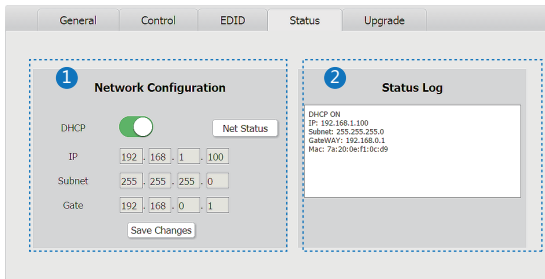 General Control EDID Status Upgrade
1
Network Configuration
DHCP Net Status
IP 192 . 168 . 1 . 100
Subnet 255 . 255 . 255 . 0
Gate 192 . 168 . 0 . 1
Save Changes
2
Status Log
DHCP ON
IP: 192.168.1.100
Subnet: 255.255.255.0
GateWAY: 192.168.0.1
Mac: 7a:20:0e:f1:0c:d9